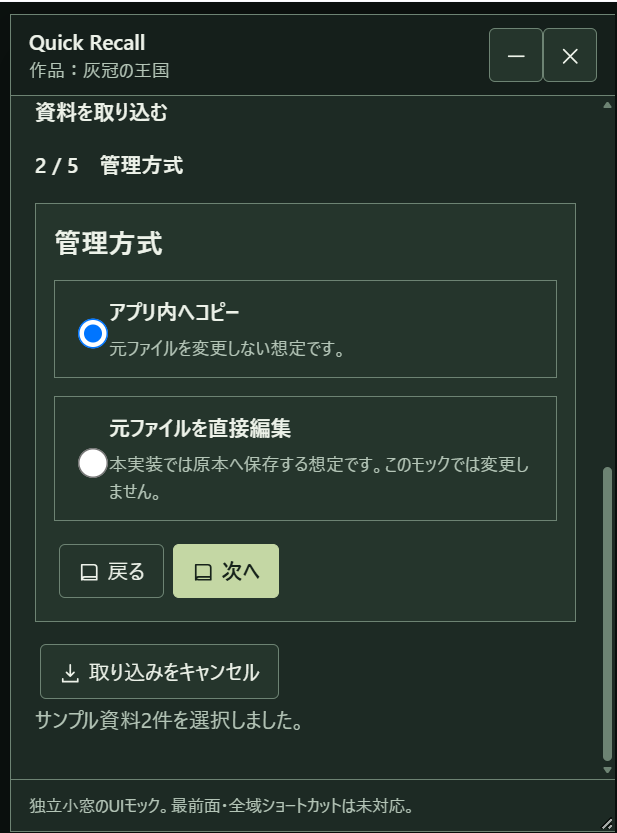 Quick Recall
作品：灰冠の王国
資料を取り込む
2 / 5　管理方式
管理方式
アプリ内へコピー
元ファイルを変更しない想定です。
元ファイルを直接編集
本実装では原本へ保存する想定です。このモックでは変更し
ません。
戻る
次へ
取り込みをキャンセル
サンプル資料2件を選択しました。
独立小窓のUIモック。最前面・全域ショートカットは未対応。